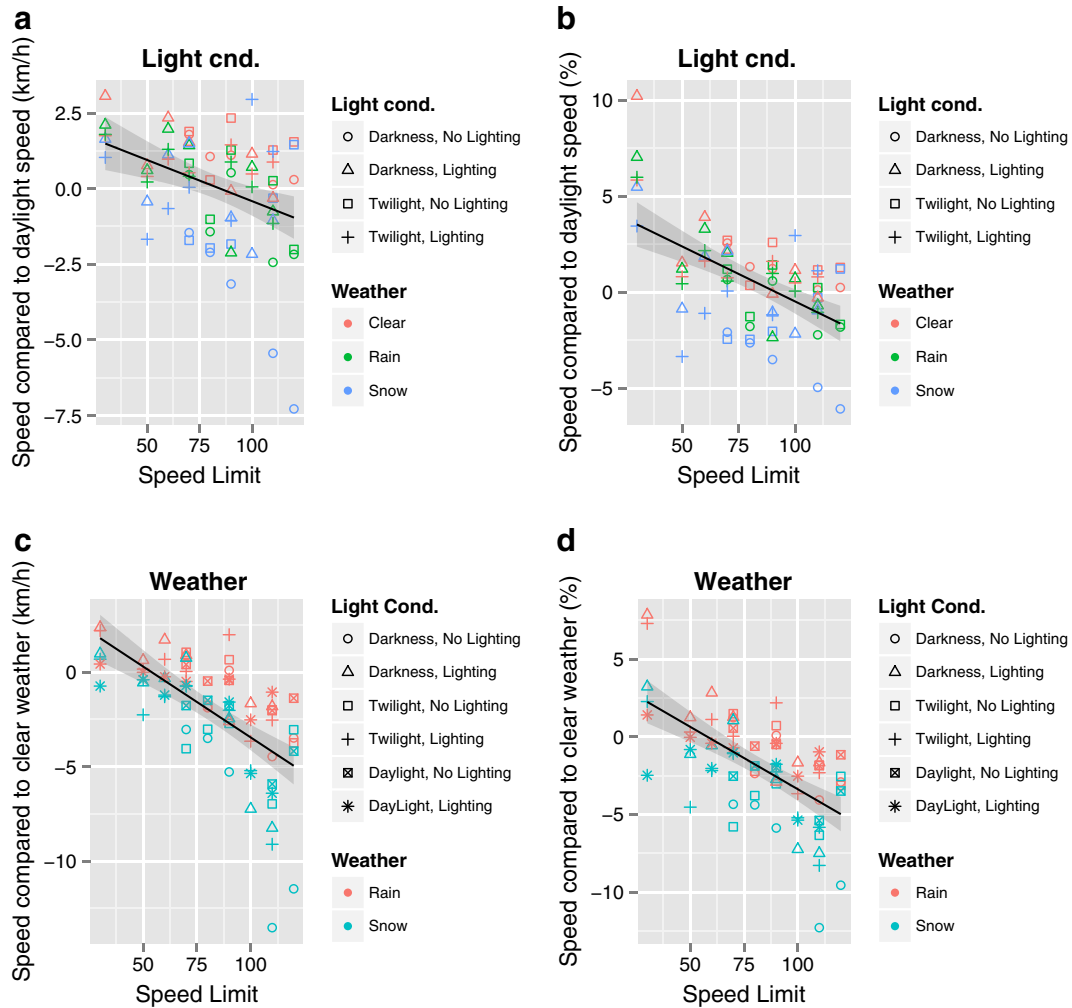 a
Light cnd.
Speed compared to daylight speed (km/h)
2.5
0.0
−2.5
−5.0
−7.5
50
75
100
Speed Limit
Light cond.
Darkness, No Lighting
Darkness, Lighting
Twilight, No Lighting
Twilight, Lighting
Weather
Clear
Rain
Snow
b
Light cnd.
Speed compared to daylight speed (%)
10
5
0
−5
50
75
100
Speed Limit
Light cond.
Darkness, No Lighting
Darkness, Lighting
Twilight, No Lighting
Twilight, Lighting
Weather
Clear
Rain
Snow
c
Weather
Speed compared to clear weather (km/h)
0
−5
−10
50
75
100
Speed Limit
Light Cond.
Darkness, No Lighting
Darkness, Lighting
Twilight, No Lighting
Twilight, Lighting
Daylight, No Lighting
DayLight, Lighting
Weather
Rain
Snow
d
Weather
Speed compared to clear weather (%)
5
0
−5
−10
50
75
100
Speed Limit
Light Cond.
Darkness, No Lighting
Darkness, Lighting
Twilight, No Lighting
Twilight, Lighting
Daylight, No Lighting
DayLight, Lighting
Weather
Rain
Snow